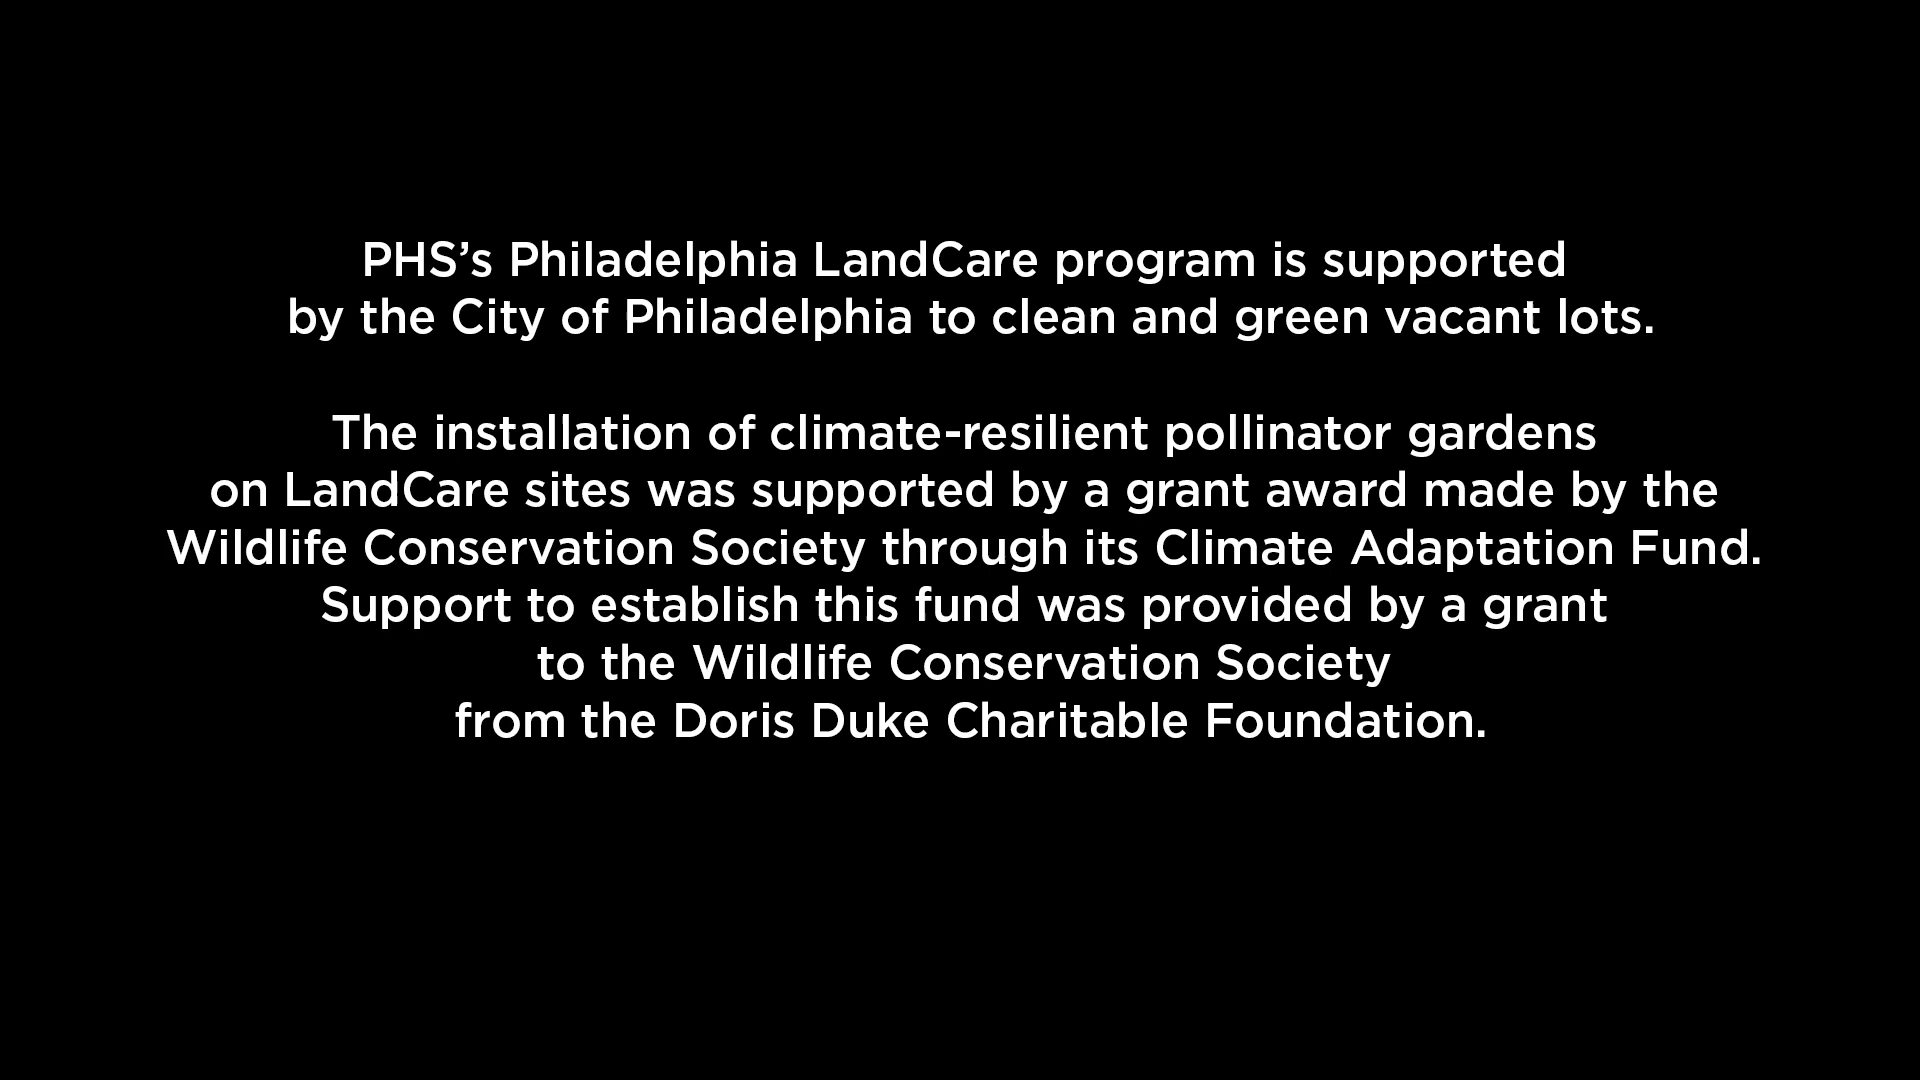 PHS’s Philadelphia LandCare program is supported
by the City of Philadelphia to clean and green vacant lots.
The installation of climate-resilient pollinator gardens
on LandCare sites was supported by a grant award made by the
Wildlife Conservation Society through its Climate Adaptation Fund.
Support to establish this fund was provided by a grant
to the Wildlife Conservation Society
from the Doris Duke Charitable Foundation.